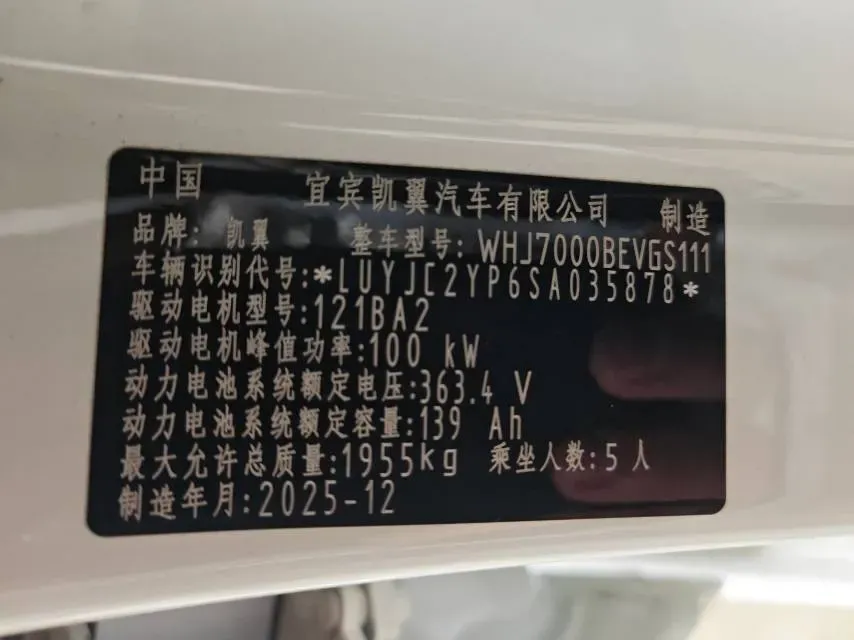 中国 宜宾凯翼汽车有限公司 制造
品牌: 凯翼 整车型号: WHJ7000BEVGS111
车辆识别代号:*LUYJC2YP6SA035878*
驱动电机型号:121BA2
驱动电机峰值功率:100 kW
动力电池系统额定电压:363.4 V
动力电池系统额定容量:139 Ah
最大允许总质量:1955kg 乘坐人数:5 人
制造年月:2025-12